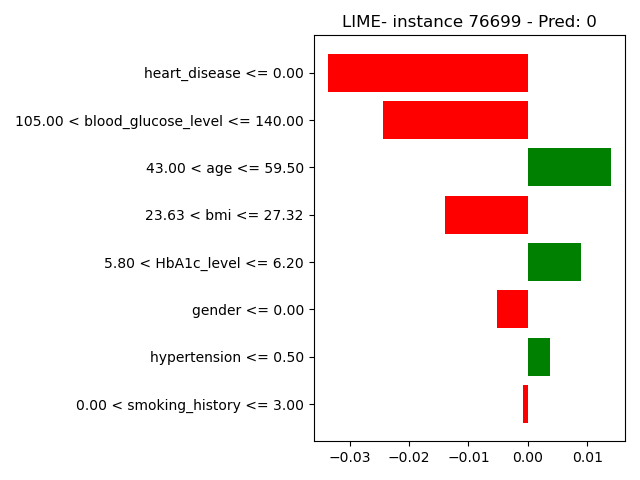 LIME- instance 76699 - Pred: 0
heart_disease <= 0.00
105.00 < blood_glucose_level <= 140.00
43.00 < age <= 59.50
23.63 < bmi <= 27.32
5.80 < HbA1c_level <= 6.20
gender <= 0.00
hypertension <= 0.50
0.00 < smoking_history <= 3.00
−0.03 −0.02 −0.01 0.00 0.01